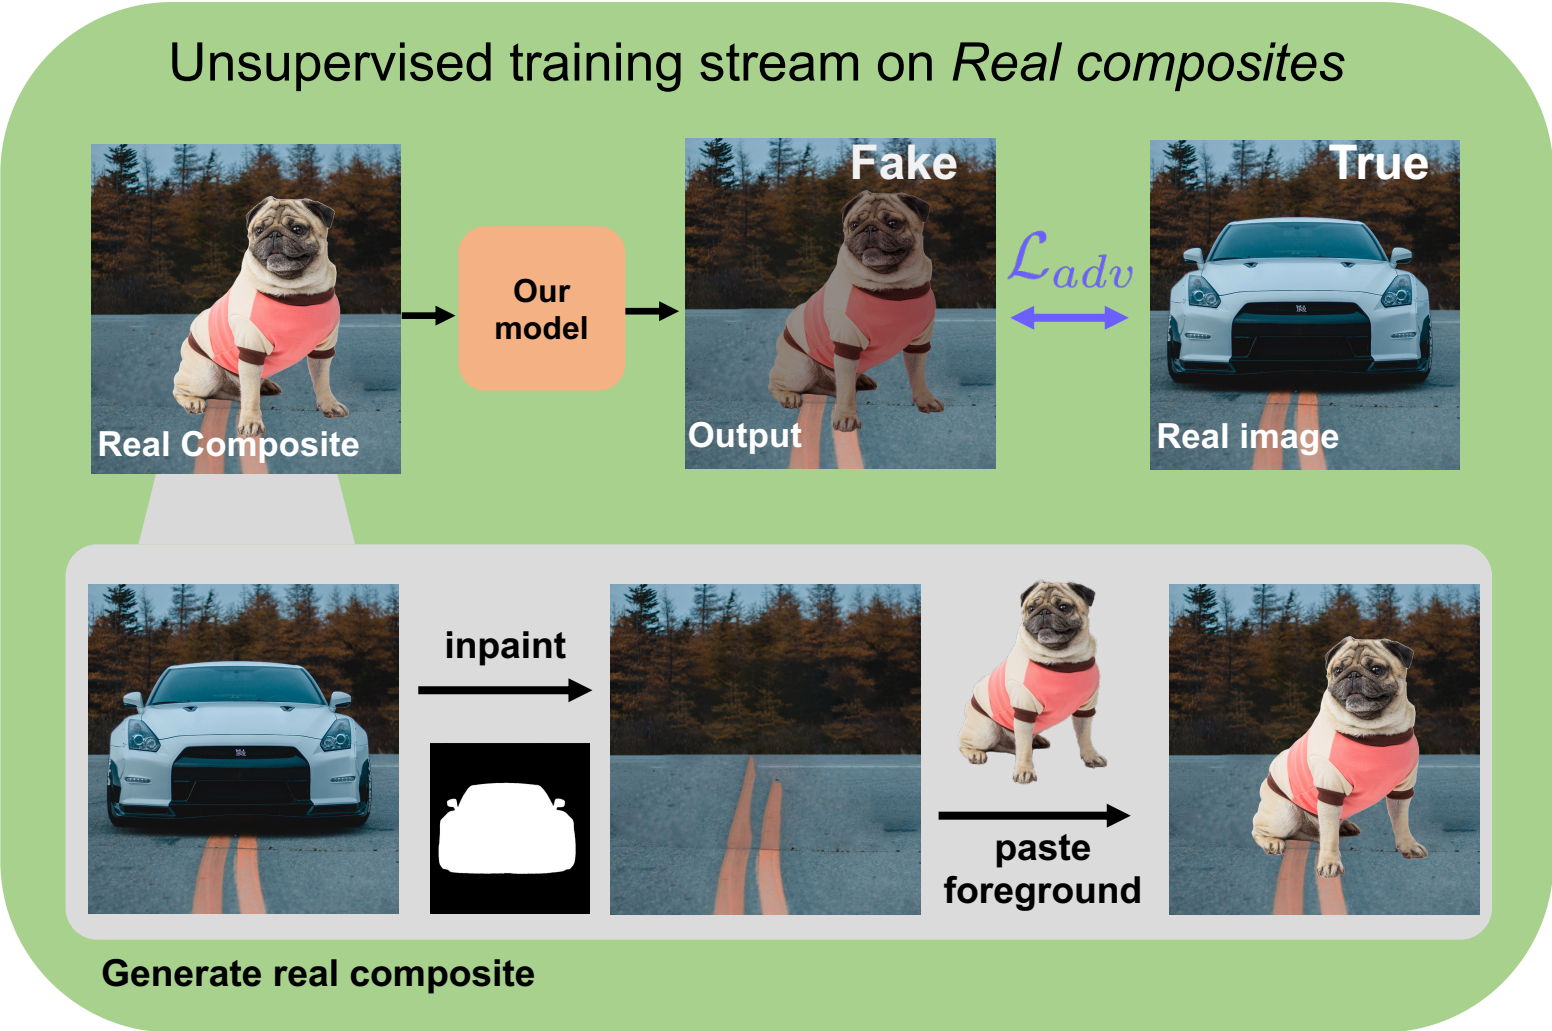 Unsupervised training stream on Real composites
Fake
True
Our
model
ℒadv
Real Composite
Output
Real image
inpaint
paste
foreground
Generate real composite